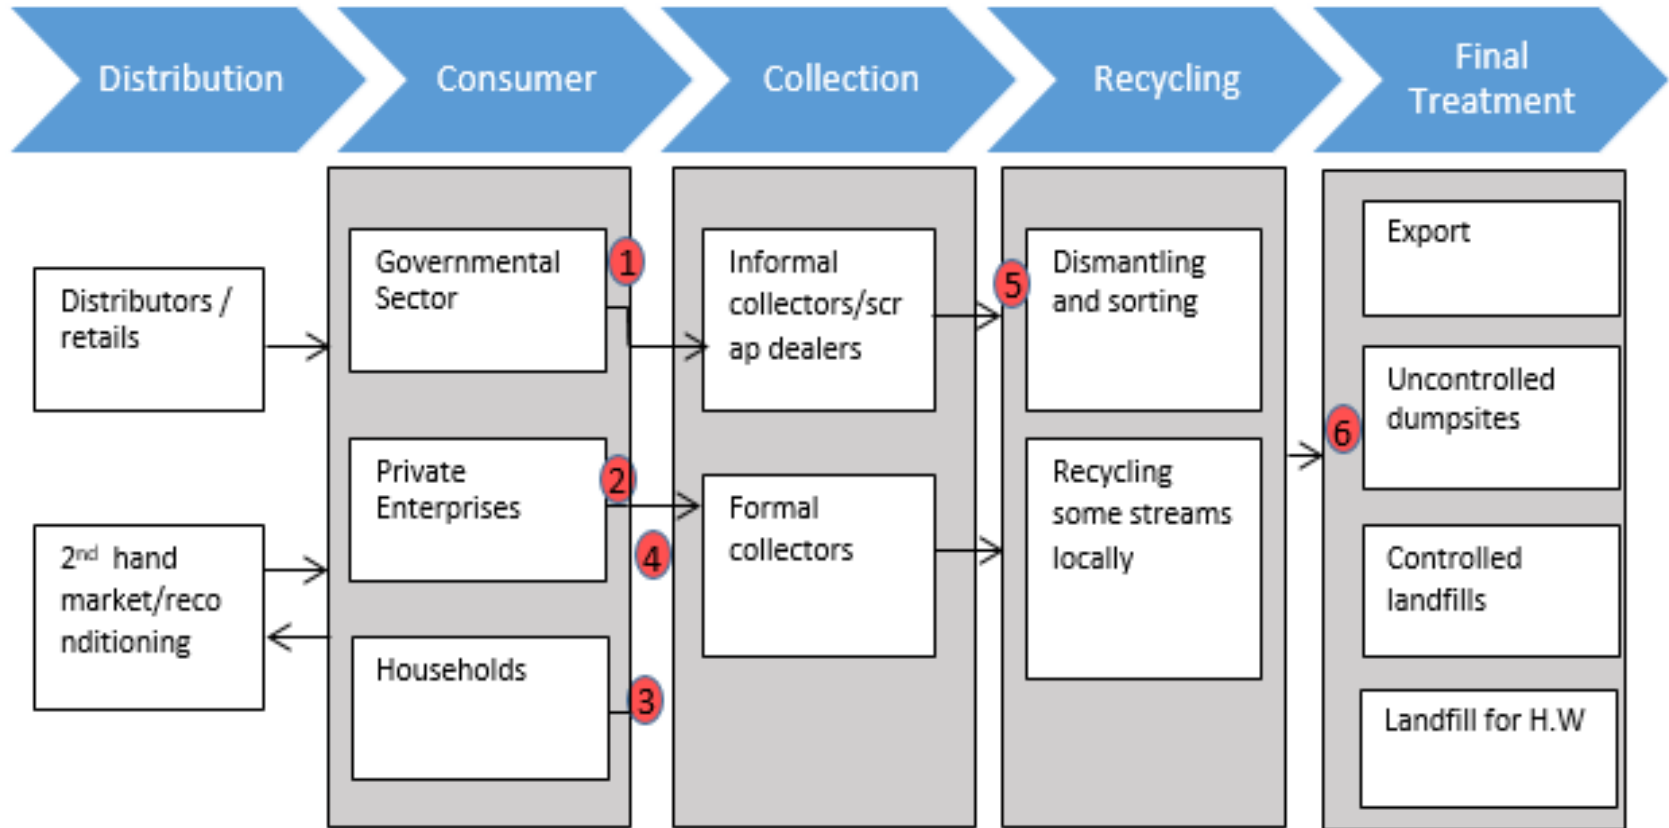 Distribution
Consumer
Collection
Recycling
Final
Treatment
Distributors /
retails
2nd hand
market/reco
nditioning
Governmental
Sector
1
Private
Enterprises
2
4
Households
3
Informal
collectors/scr
ap dealers
Formal
collectors
5
Dismantling
and sorting
Recycling
some streams
locally
6
Export
Uncontrolled
dumpsites
Controlled
landfills
Landfill for H.W